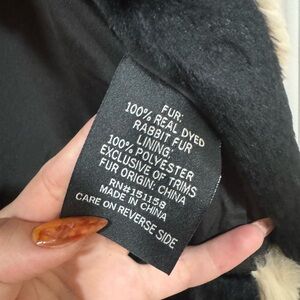 FUR:
100% REAL DYED
RABBIT FUR
LINING:
100% POLYESTER
EXCLUSIVE OF TRIMS
FUR ORIGIN: CHINA
RN#151158
MADE IN CHINA
CARE ON REVERSE SIDE